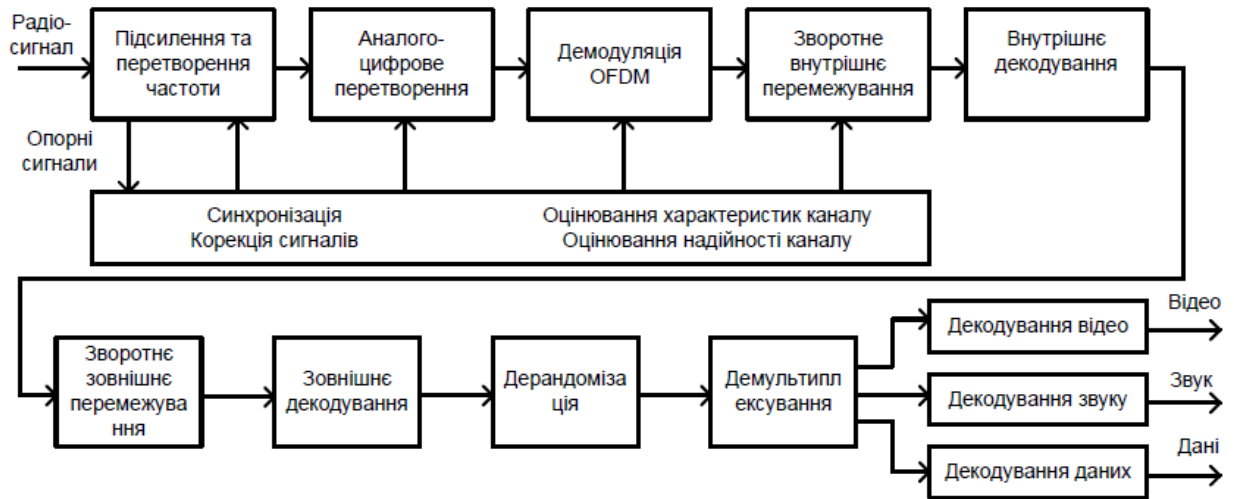 Радіо-
сигнал
Підсилення та
перетворення
частоти
Аналого-
цифрове
перетворення
Демодуляція
OFDM
Зворотне
внутрішнє
перемежування
Внутрішнє
декодування
Опорні
сигнали
Синхронізація
Корекція сигналів
Оцінювання характеристик каналу
Оцінювання надійності каналу
Зворотнє
зовнішнє
перемежува
ння
Зовнішнє
декодування
Дерандоміза
ція
Демультипл
ексування
Декодування відео
Відео
Декодування звуку
Звук
Декодування даних
Дані